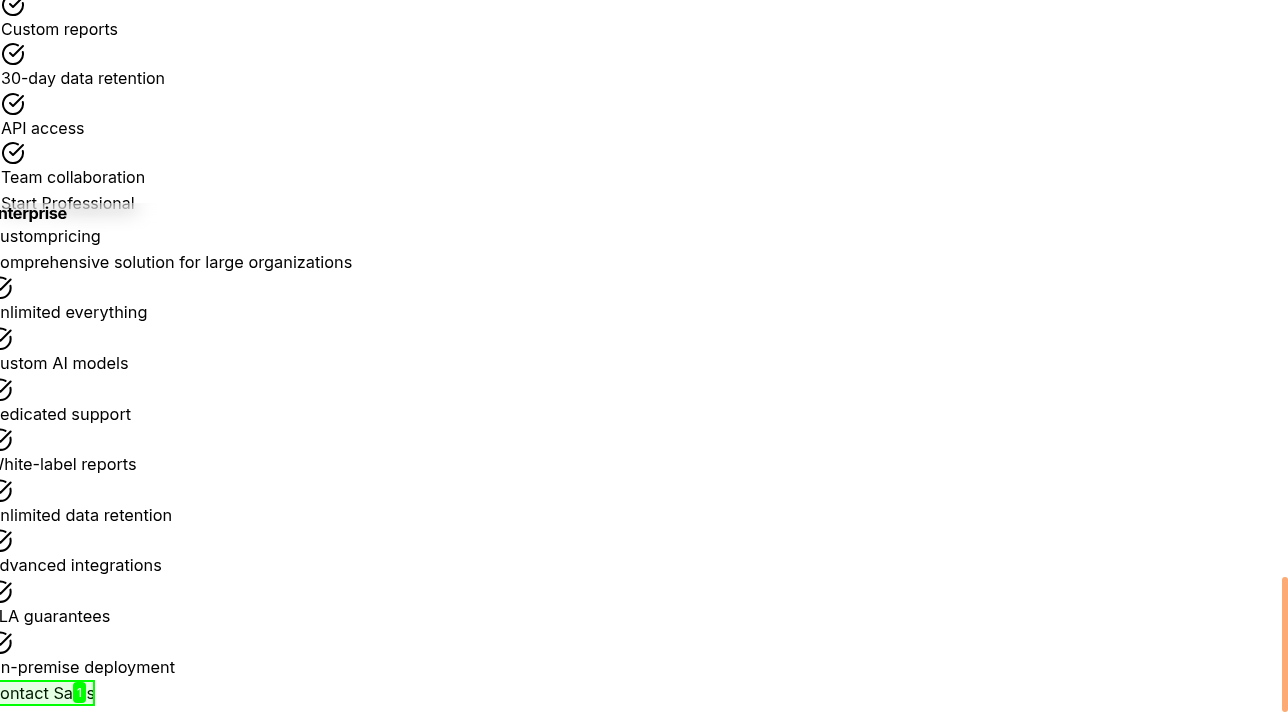 Custom reports
30-day data retention
API access
Team collaboration
Start Professional
nterprise
ustompricing
omprehensive solution for large organizations
nlimited everything
ustom AI models
edicated support
hite-label reports
nlimited data retention
dvanced integrations
LA guarantees
n-premise deployment
ontact Sa 1 s